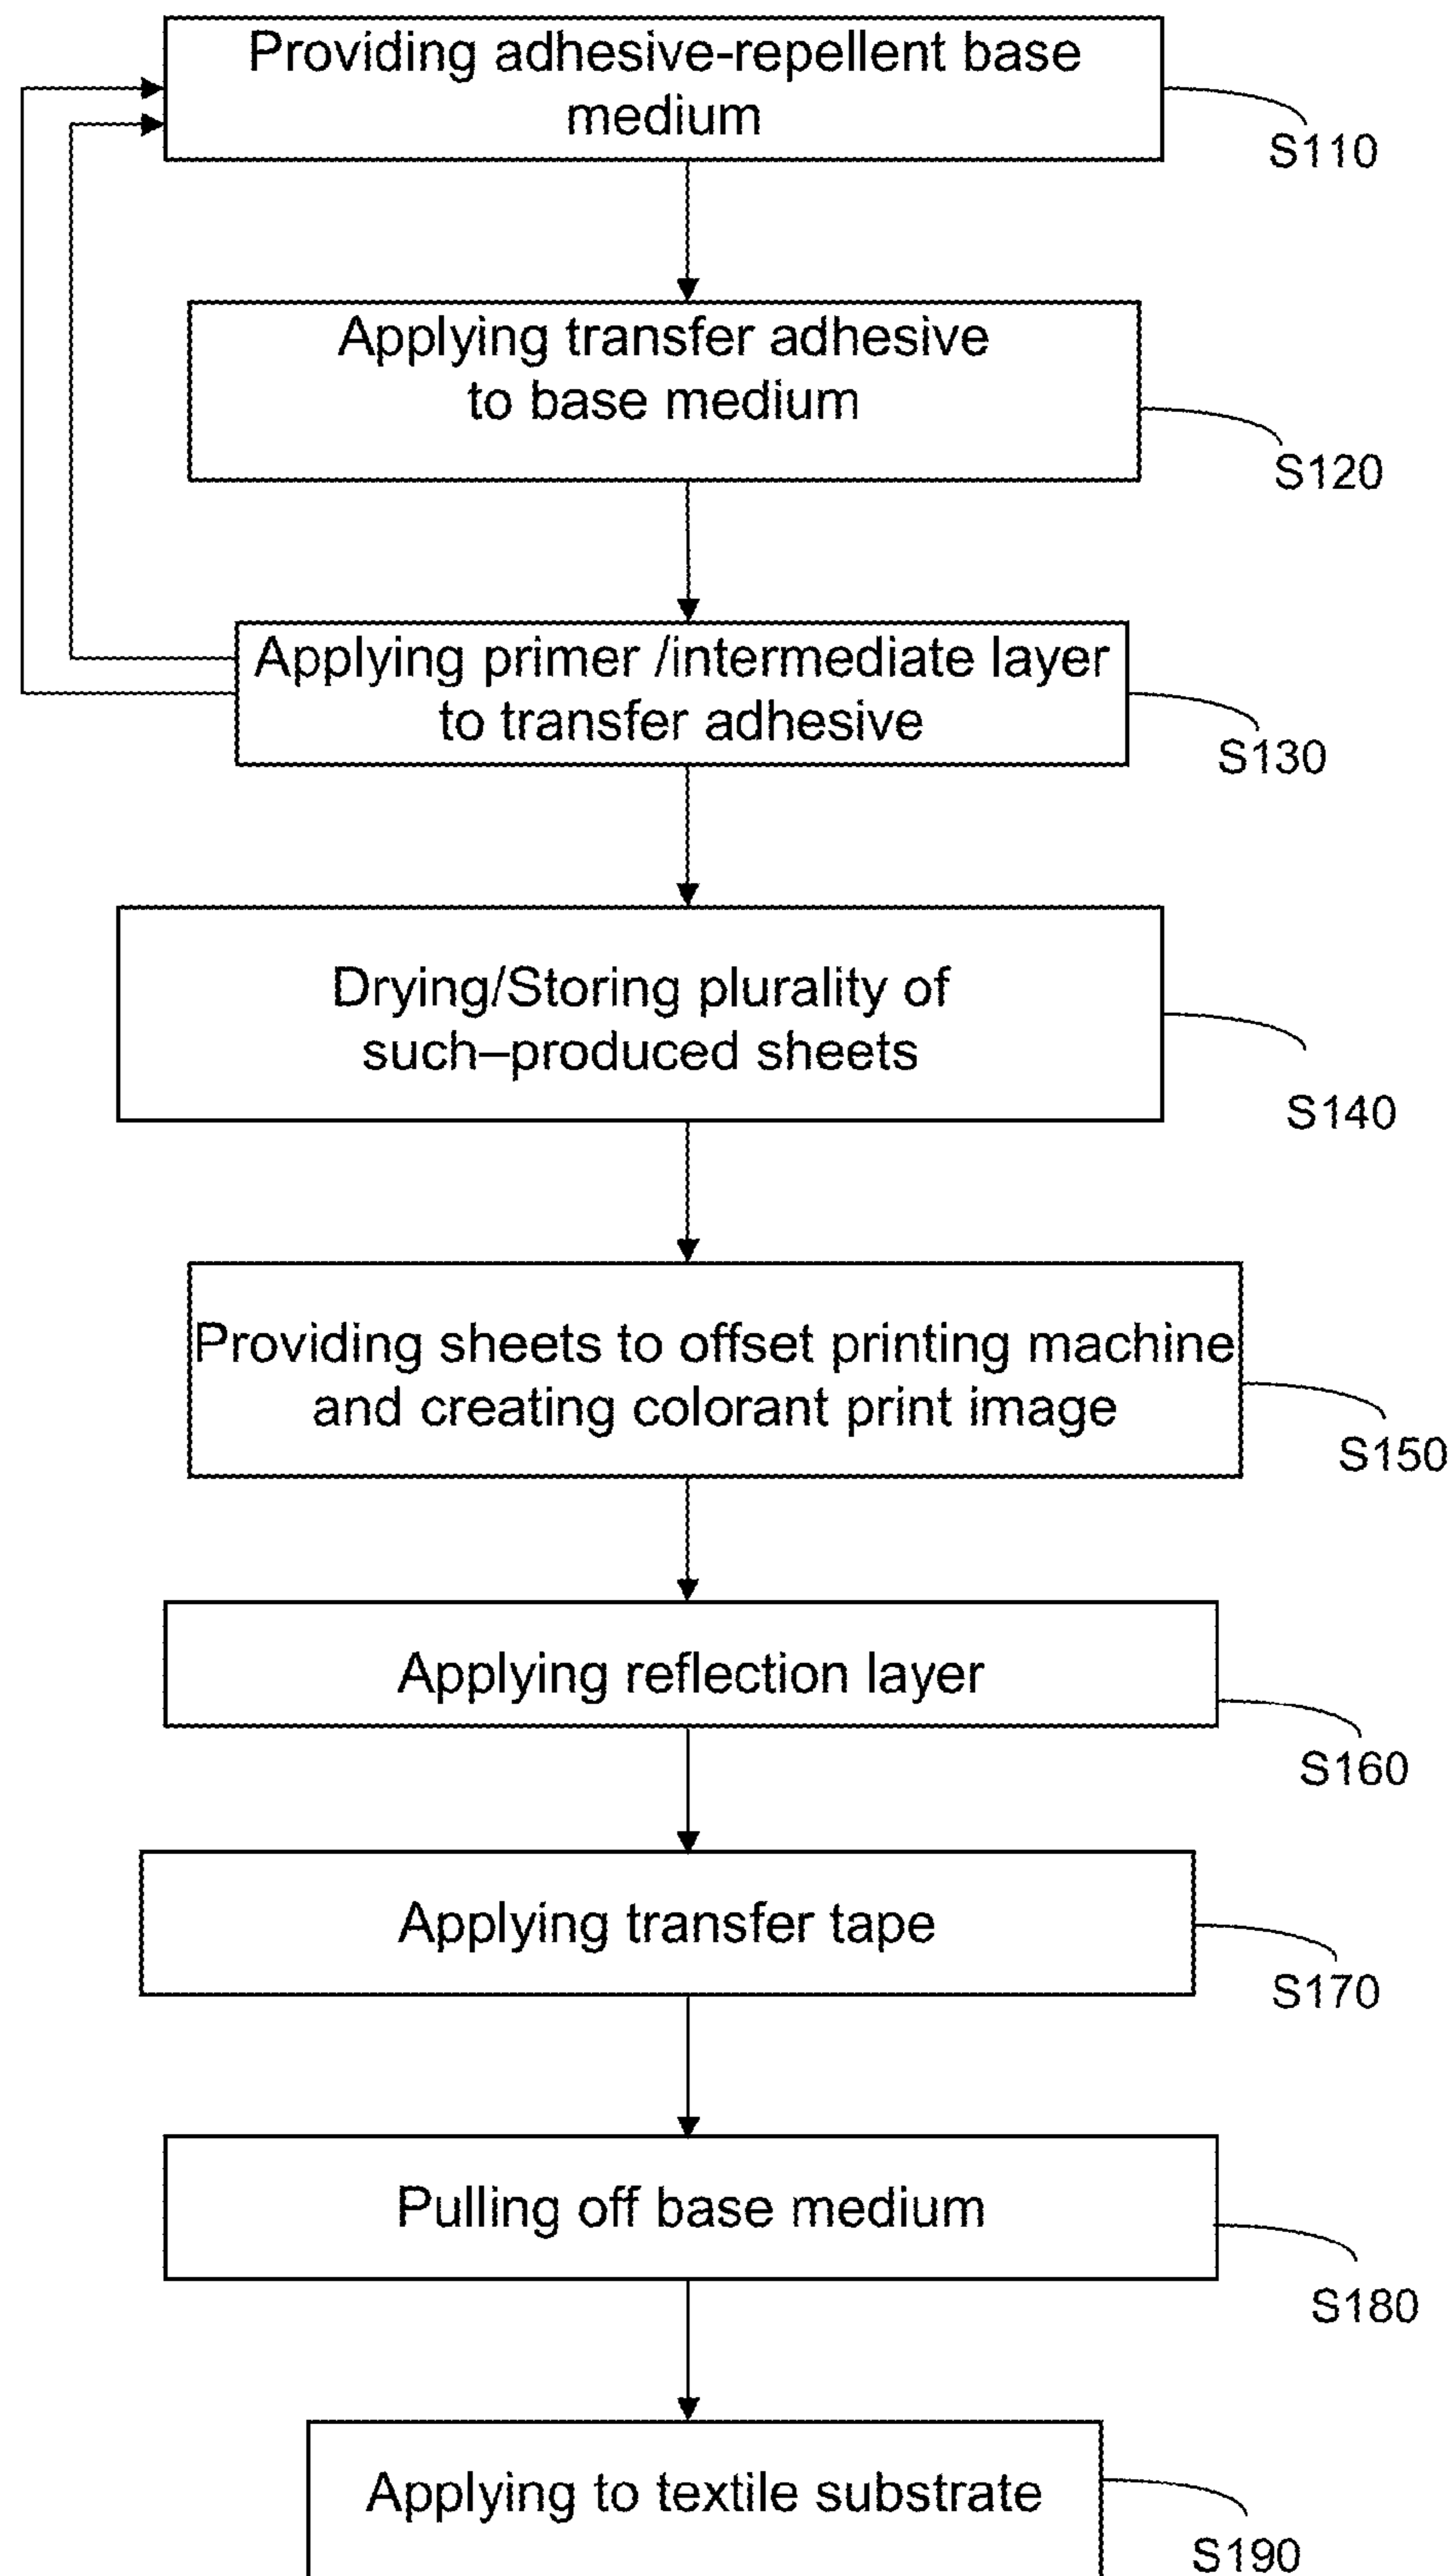 Providing adhesive-repellent base
medium
S110
Applying transfer adhesive
to base medium
S120
Applying primer /intermediate layer
to transfer adhesive
S130
Drying/Storing plurality of
such–produced sheets
S140
Providing sheets to offset printing machine
and creating colorant print image
S150
Applying reflection layer
S160
Applying transfer tape
S170
Pulling off base medium
S180
Applying to textile substrate
S190